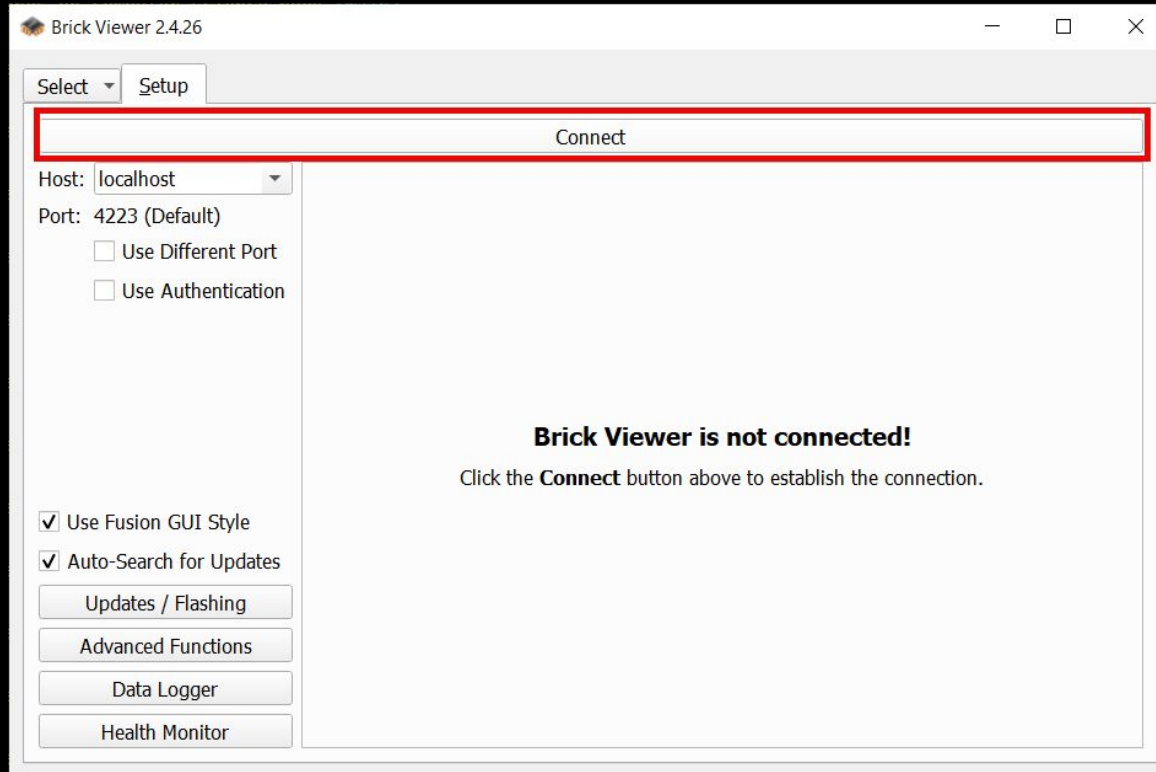 Brick Viewer 2.4.26
Select Setup
Connect
Host: localhost
Port: 4223 (Default)
Use Different Port
Use Authentication
Brick Viewer is not connected!
Click the Connect button above to establish the connection.
Use Fusion GUI Style
Auto-Search for Updates
Updates / Flashing
Advanced Functions
Data Logger
Health Monitor